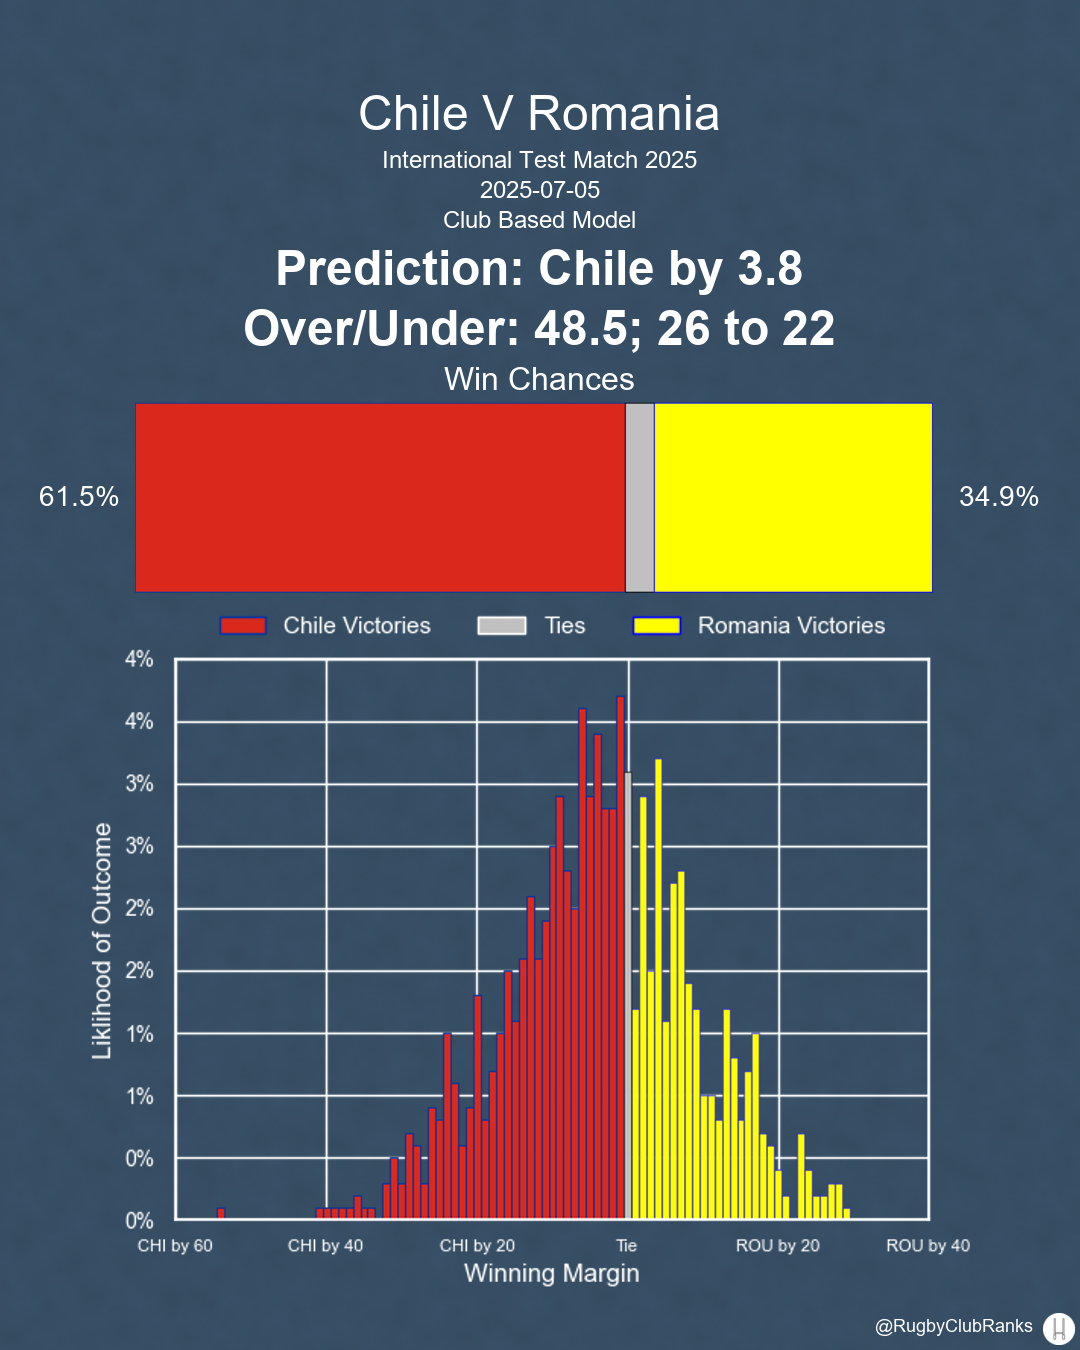 Chile V Romania
International Test Match 2025
2025-07-05
Club Based Model
Prediction: Chile by 3.8
Over/Under: 48.5; 26 to 22
Win Chances
61.5%
34.9%
Chile Victories
Ties
Romania Victories
4%
4%
3%
3%
2%
2%
1%
1%
0%
0%
Liklihood of Outcome
CHI by 60
CHI by 40
CHI by 20
Tie
ROU by 20
ROU by 40
Winning Margin
@RugbyClubRanks